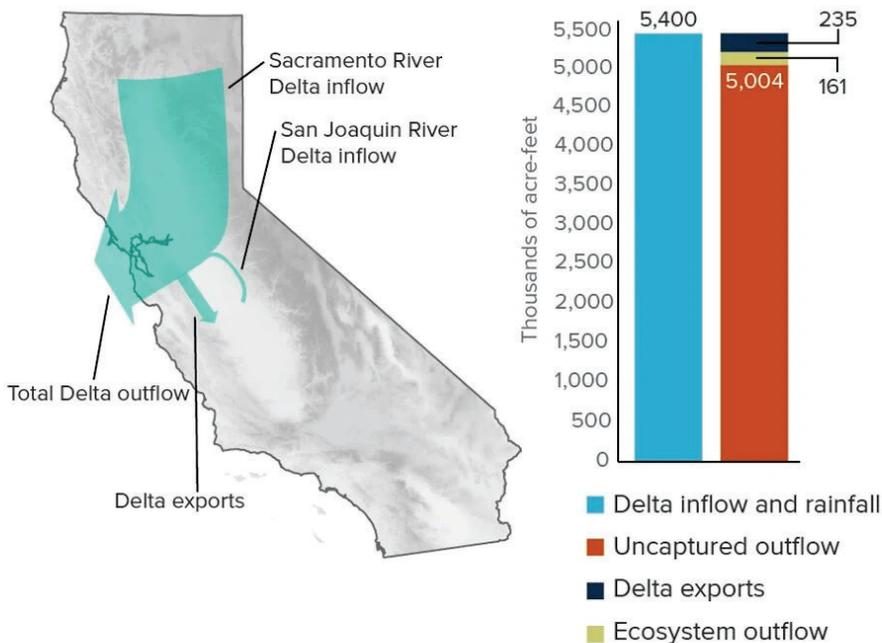 Sacramento River
Delta inflow
San Joaquin River
Delta inflow
Total Delta outflow
Delta exports
Thousands of acre-feet
5,500
5,000
4,500
4,000
3,500
3,000
2,500
2,000
1,500
1,000
500
0
5,400
235
5,004
161
Delta inflow and rainfall
Uncaptured outflow
Delta exports
Ecosystem outflow